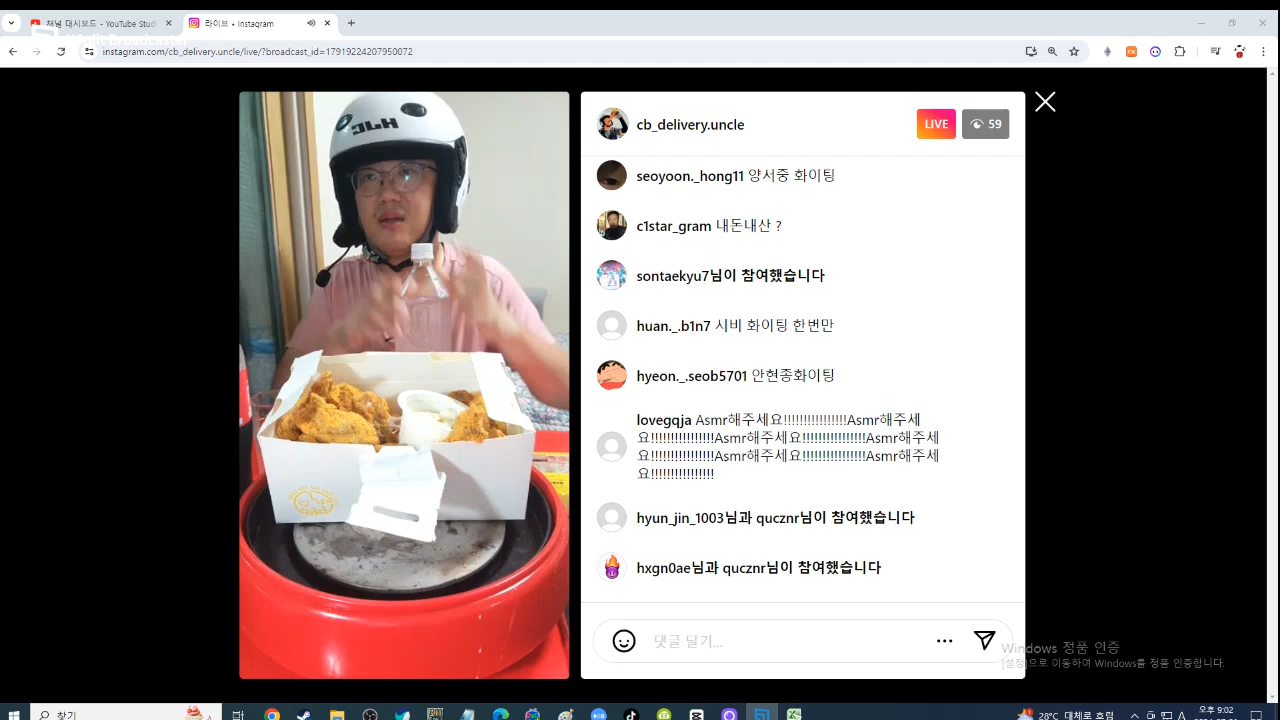 채널 대시보드 - YouTube Studi
라이브 • Instagram
instagram.com/cb_delivery.uncle/live/?broadcast_id=17919224207950072
cb_delivery.uncle
LIVE
59
seoyoon._hong11 양서중 화이팅
c1star_gram 내돈내산 ?
sontaekyu7님이 참여했습니다
huan._.b1n7 시비 화이팅 한번만
hyeon._.seob5701 안현종화이팅
lovegqja Asmr해주세요!!!!!!!!!!!!!!!!Asmr해주세
요!!!!!!!!!!!!!!!!Asmr해주세요!!!!!!!!!!!!!!!!Asmr해주세
요!!!!!!!!!!!!!!!!Asmr해주세요!!!!!!!!!!!!!!!!Asmr해주세
요!!!!!!!!!!!!!!!!
hyun_jin_1003님과 qucznr님이 참여했습니다
hxgn0ae님과 qucznr님이 참여했습니다
댓글 달기...
Windows 정품 인증
[설정]으로 이동하여 Windows를 정품 인증합니다.
찾기
28°C 대체로 흐림
A
오후 9:02